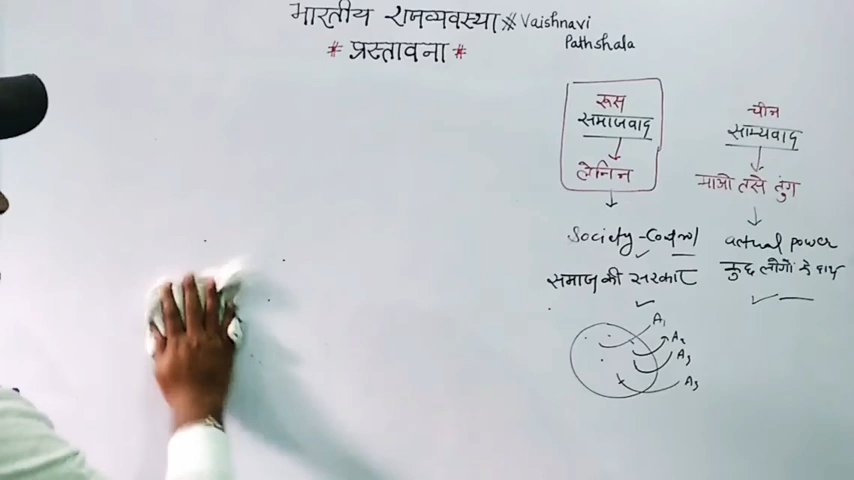 भारतीय राजव्यवस्था ※ Vaishnavi
Pathshala
# प्रस्तावना #
रूस
समाजवाद
लेनिन
Society-Control
समाज की सरकार
A₁
A₂
A₃
A₅
चीन
साम्यवाद
माओ त्से तुंग
actual power
कुछ लोगों के हाथ